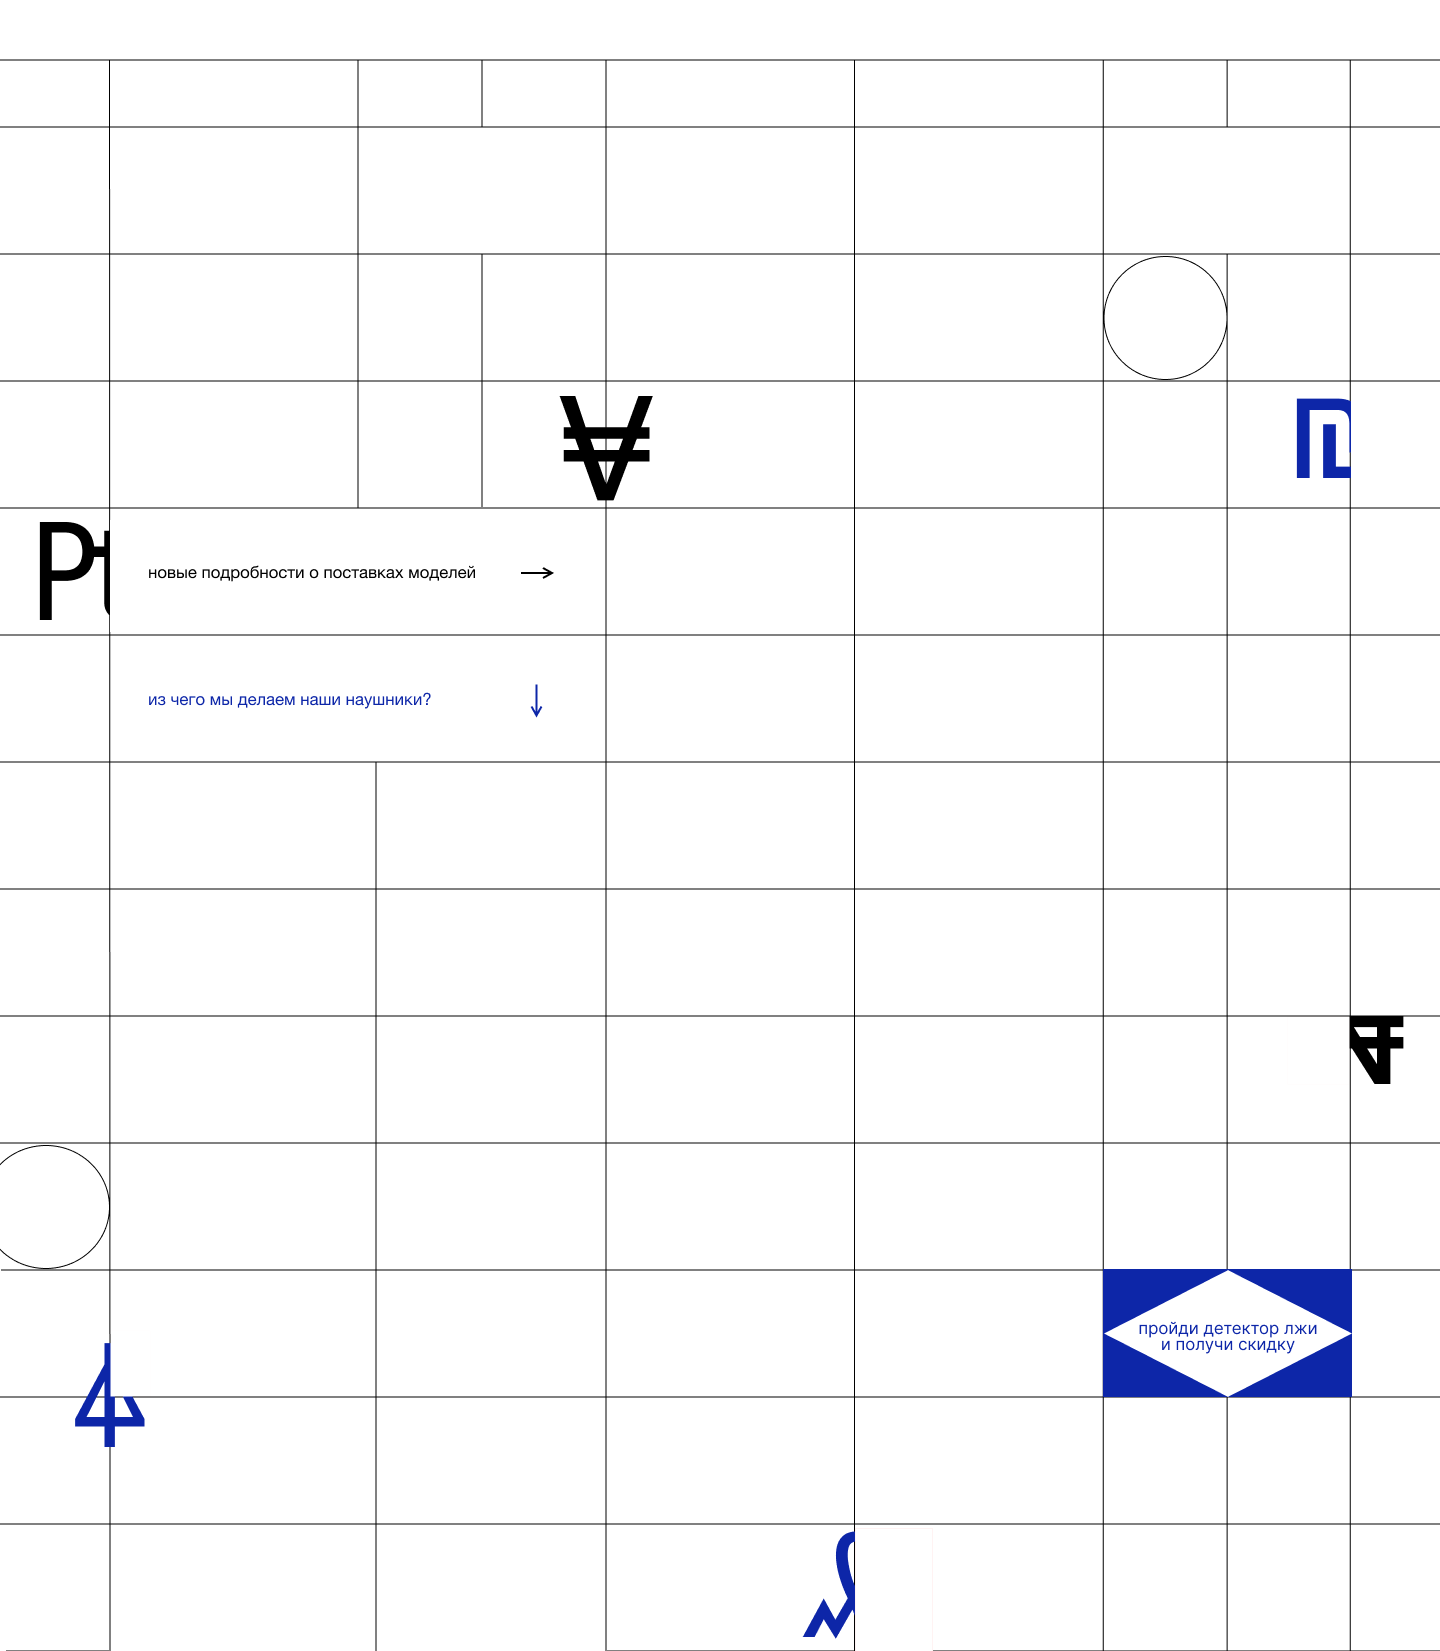 новые подробности о поставках моделей
из чего мы делаем наши наушники?
пройди детектор лжи
и получи скидку